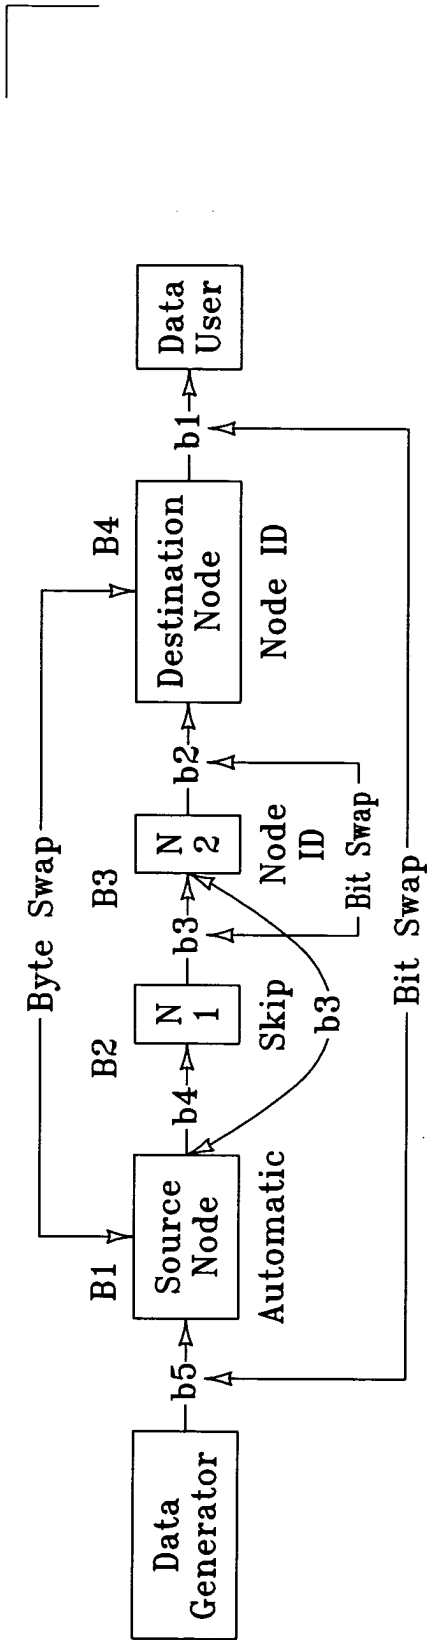 Byte Swap
B1
B2
B3
B4
Data
Generator
b5
Source
Node
b4
N
1
b3
N
2
b2
Destination
Node
b1
Data
User
Automatic
Skip
Node
ID
Node ID
b3
Bit Swap
Bit Swap